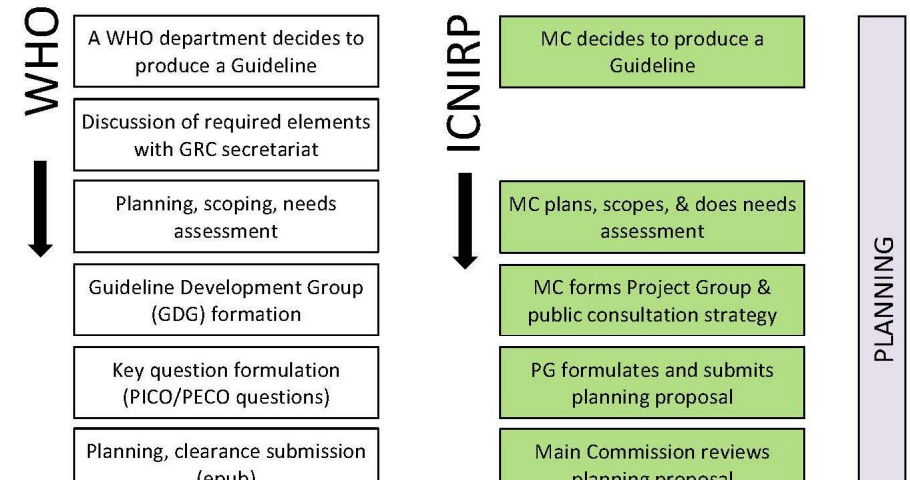 WHO
A WHO department decides to
produce a Guideline
Discussion of required elements
with GRC secretariat
Planning, scoping, needs
assessment
Guideline Development Group
(GDG) formation
Key question formulation
(PICO/PECO questions)
Planning, clearance submission
(epub)
ICNIRP
MC decides to produce a
Guideline
MC plans, scopes, & does needs
assessment
MC forms Project Group &
public consultation strategy
PG formulates and submits
planning proposal
Main Commission reviews
planning proposal
PLANNING